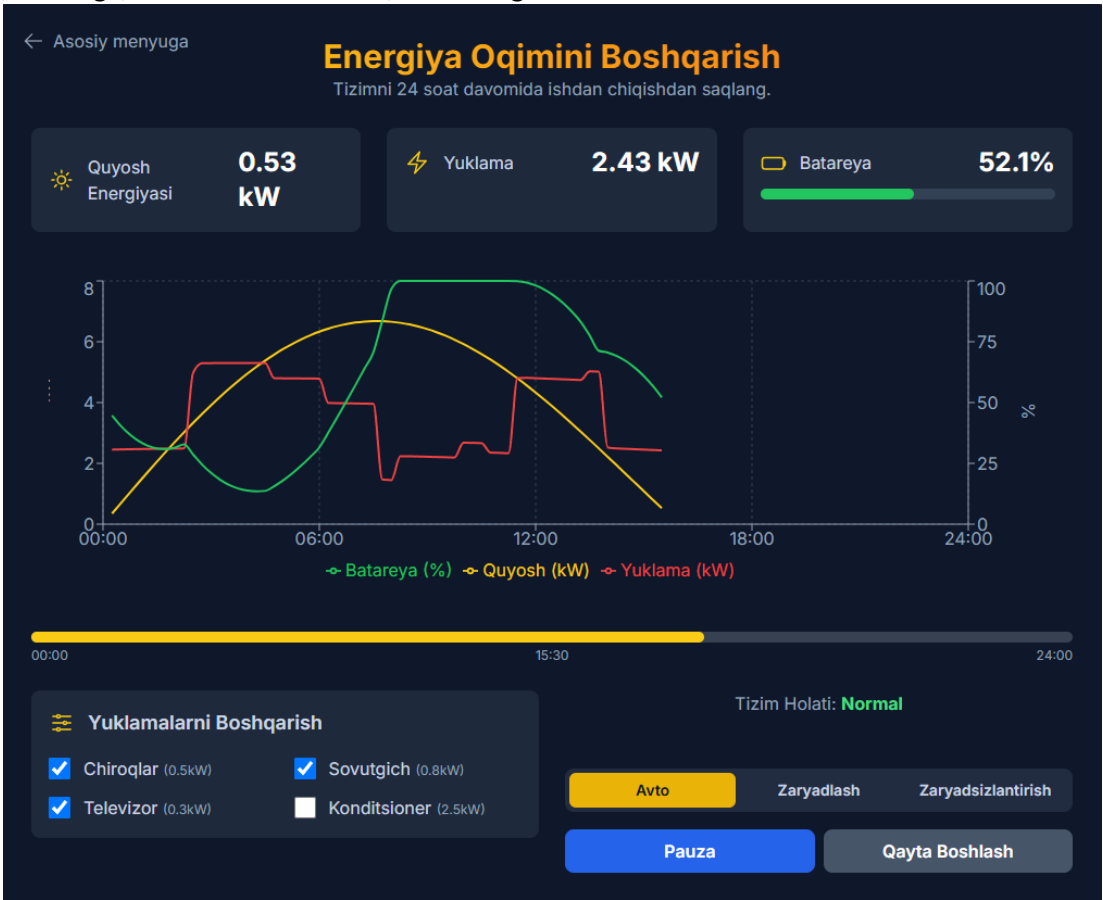 ← Asosiy menyuga
Energiya Oqimini Boshqarish
Tizimni 24 soat davomida ishdan chiqishdan saqlang.
Quyosh
Energiyasi
0.53
kW
Yuklama
2.43 kW
Batareya
52.1%
8
6
4
2
0
100
75
50
25
0
...
%
00:00
06:00
12:00
18:00
24:00
Batareya (%) Quyosh (kW) Yuklama (kW)
00:00
15:30
24:00
Yuklamalarni Boshqarish
Chiroqlar (0.5kW)
Sovutgich (0.8kW)
Televizor (0.3kW)
Konditsioner (2.5kW)
Tizim Holati: Normal
Avto
Zaryadlash
Zaryadsizlantirish
Pauza
Qayta Boshlash